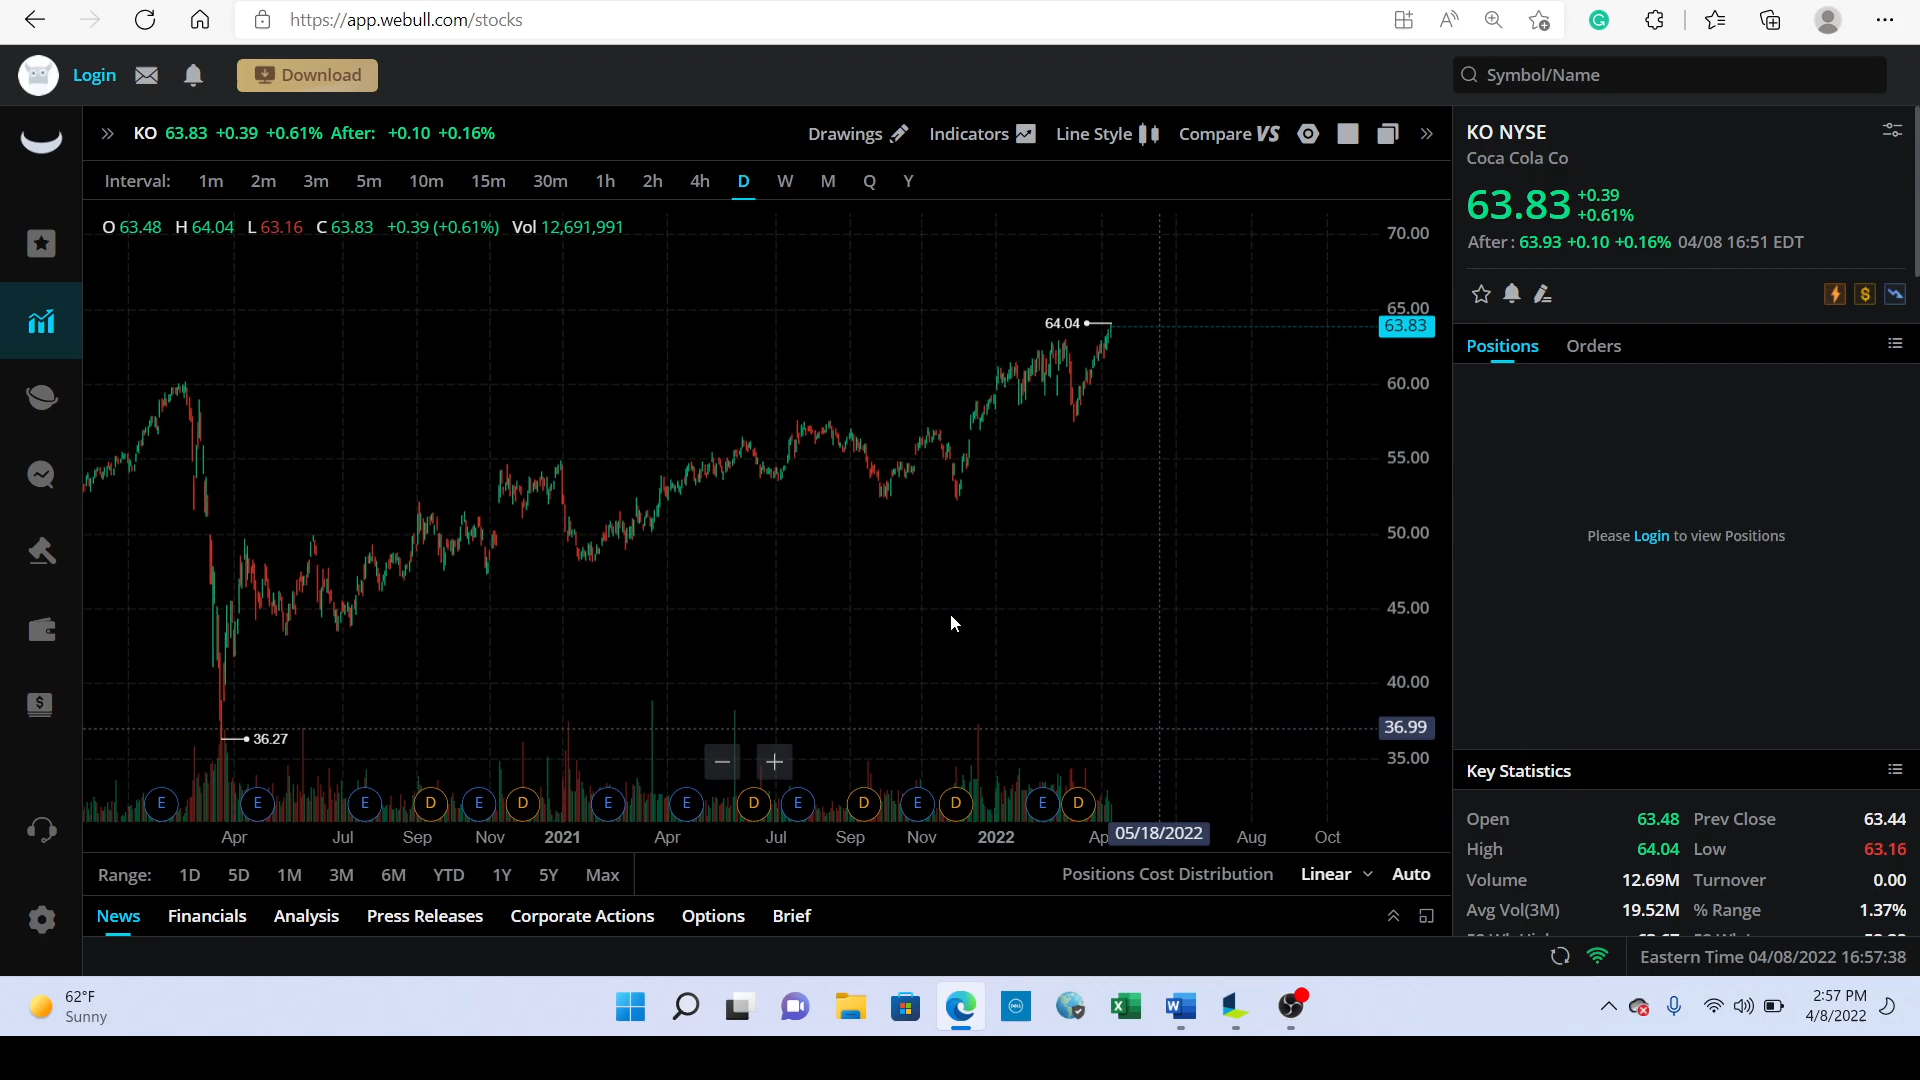 https://app.webull.com/stocks
Login
Download
Symbol/Name
KO 63.83 +0.39 +0.61% After: +0.10 +0.16%
Drawings
Indicators
Line Style
Compare VS
Interval: 1m 2m 3m 5m 10m 15m 30m 1h 2h 4h D W M Q Y
O 63.48 H 64.04 L 63.16 C 63.83 +0.39 (+0.61%) Vol 12,691,991
70.00
65.00
64.04
63.83
60.00
55.00
50.00
45.00
40.00
36.99
36.27
35.00
E E E D E D E E D E D E D E D
Apr Jul Sep Nov 2021 Apr Jul Sep Nov 2022 Ap 05/18/2022 Aug Oct
Range: 1D 5D 1M 3M 6M YTD 1Y 5Y Max
Positions Cost Distribution Linear Auto
News Financials Analysis Press Releases Corporate Actions Options Brief
KO NYSE
Coca Cola Co
63.83 +0.39
+0.61%
After: 63.93 +0.10 +0.16% 04/08 16:51 EDT
Positions Orders
Please Login to view Positions
Key Statistics
Open 63.48 Prev Close 63.44
High 64.04 Low 63.16
Volume 12.69M Turnover 0.00
Avg Vol(3M) 19.52M % Range 1.37%
Eastern Time 04/08/2022 16:57:38
62°F
Sunny
2:57 PM
4/8/2022